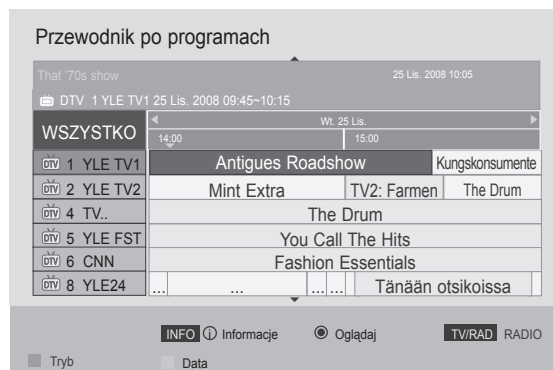 Przewodnik po programach
That '70s show 25 Lis. 2008 10:05
DTV 1 YLE TV1 25 Lis. 2008 09:45~10:15
WSZYSTKO
Wt. 25 Lis.
14:00 15:00
DTV 1 YLE TV1 Antigues Roadshow Kungskonsumente
DTV 2 YLE TV2 Mint Extra TV2: Farmen The Drum
DTV 4 TV.. The Drum
DTV 5 YLE FST You Call The Hits
DTV 6 CNN Fashion Essentials
DTV 8 YLE24 ... ... ... ... Tänään otsikoissa
INFO i Informacje Oglądaj TV/RAD RADIO
Tryb Data